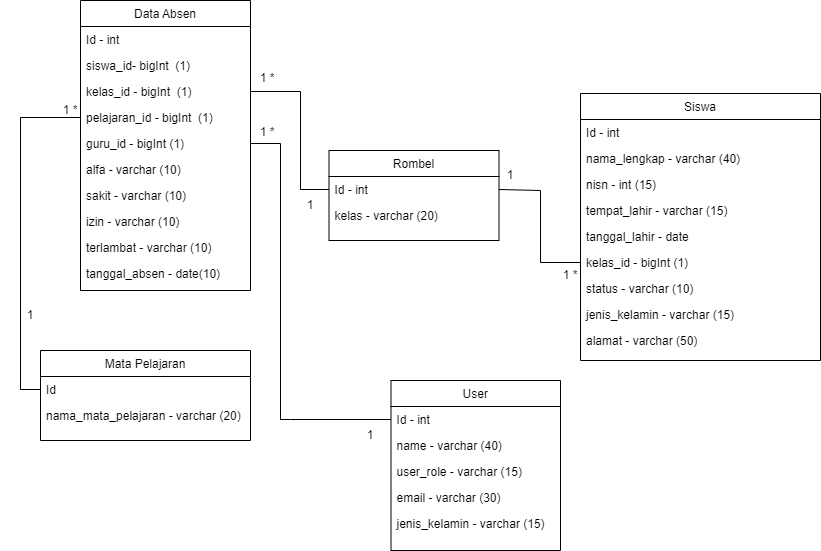 Data Absen
Id - int
siswa_id- bigInt  (1)
kelas_id - bigInt  (1)
pelajaran_id - bigInt  (1)
guru_id - bigInt (1)
alfa - varchar (10)
sakit - varchar (10)
izin - varchar (10)
terlambat - varchar (10)
tanggal_absen - date(10)
1 *
1 *
1 *
1
Rombel
Id - int
kelas - varchar (20)
1
1
1 *
Siswa
Id - int
nama_lengkap - varchar (40)
nisn - int (15)
tempat_lahir - varchar (15)
tanggal_lahir - date
kelas_id - bigInt (1)
status - varchar (10)
jenis_kelamin - varchar (15)
alamat - varchar (50)
1
Mata Pelajaran
Id
nama_mata_pelajaran - varchar (20)
User
Id - int
name - varchar (40)
user_role - varchar (15)
email - varchar (30)
jenis_kelamin - varchar (15)